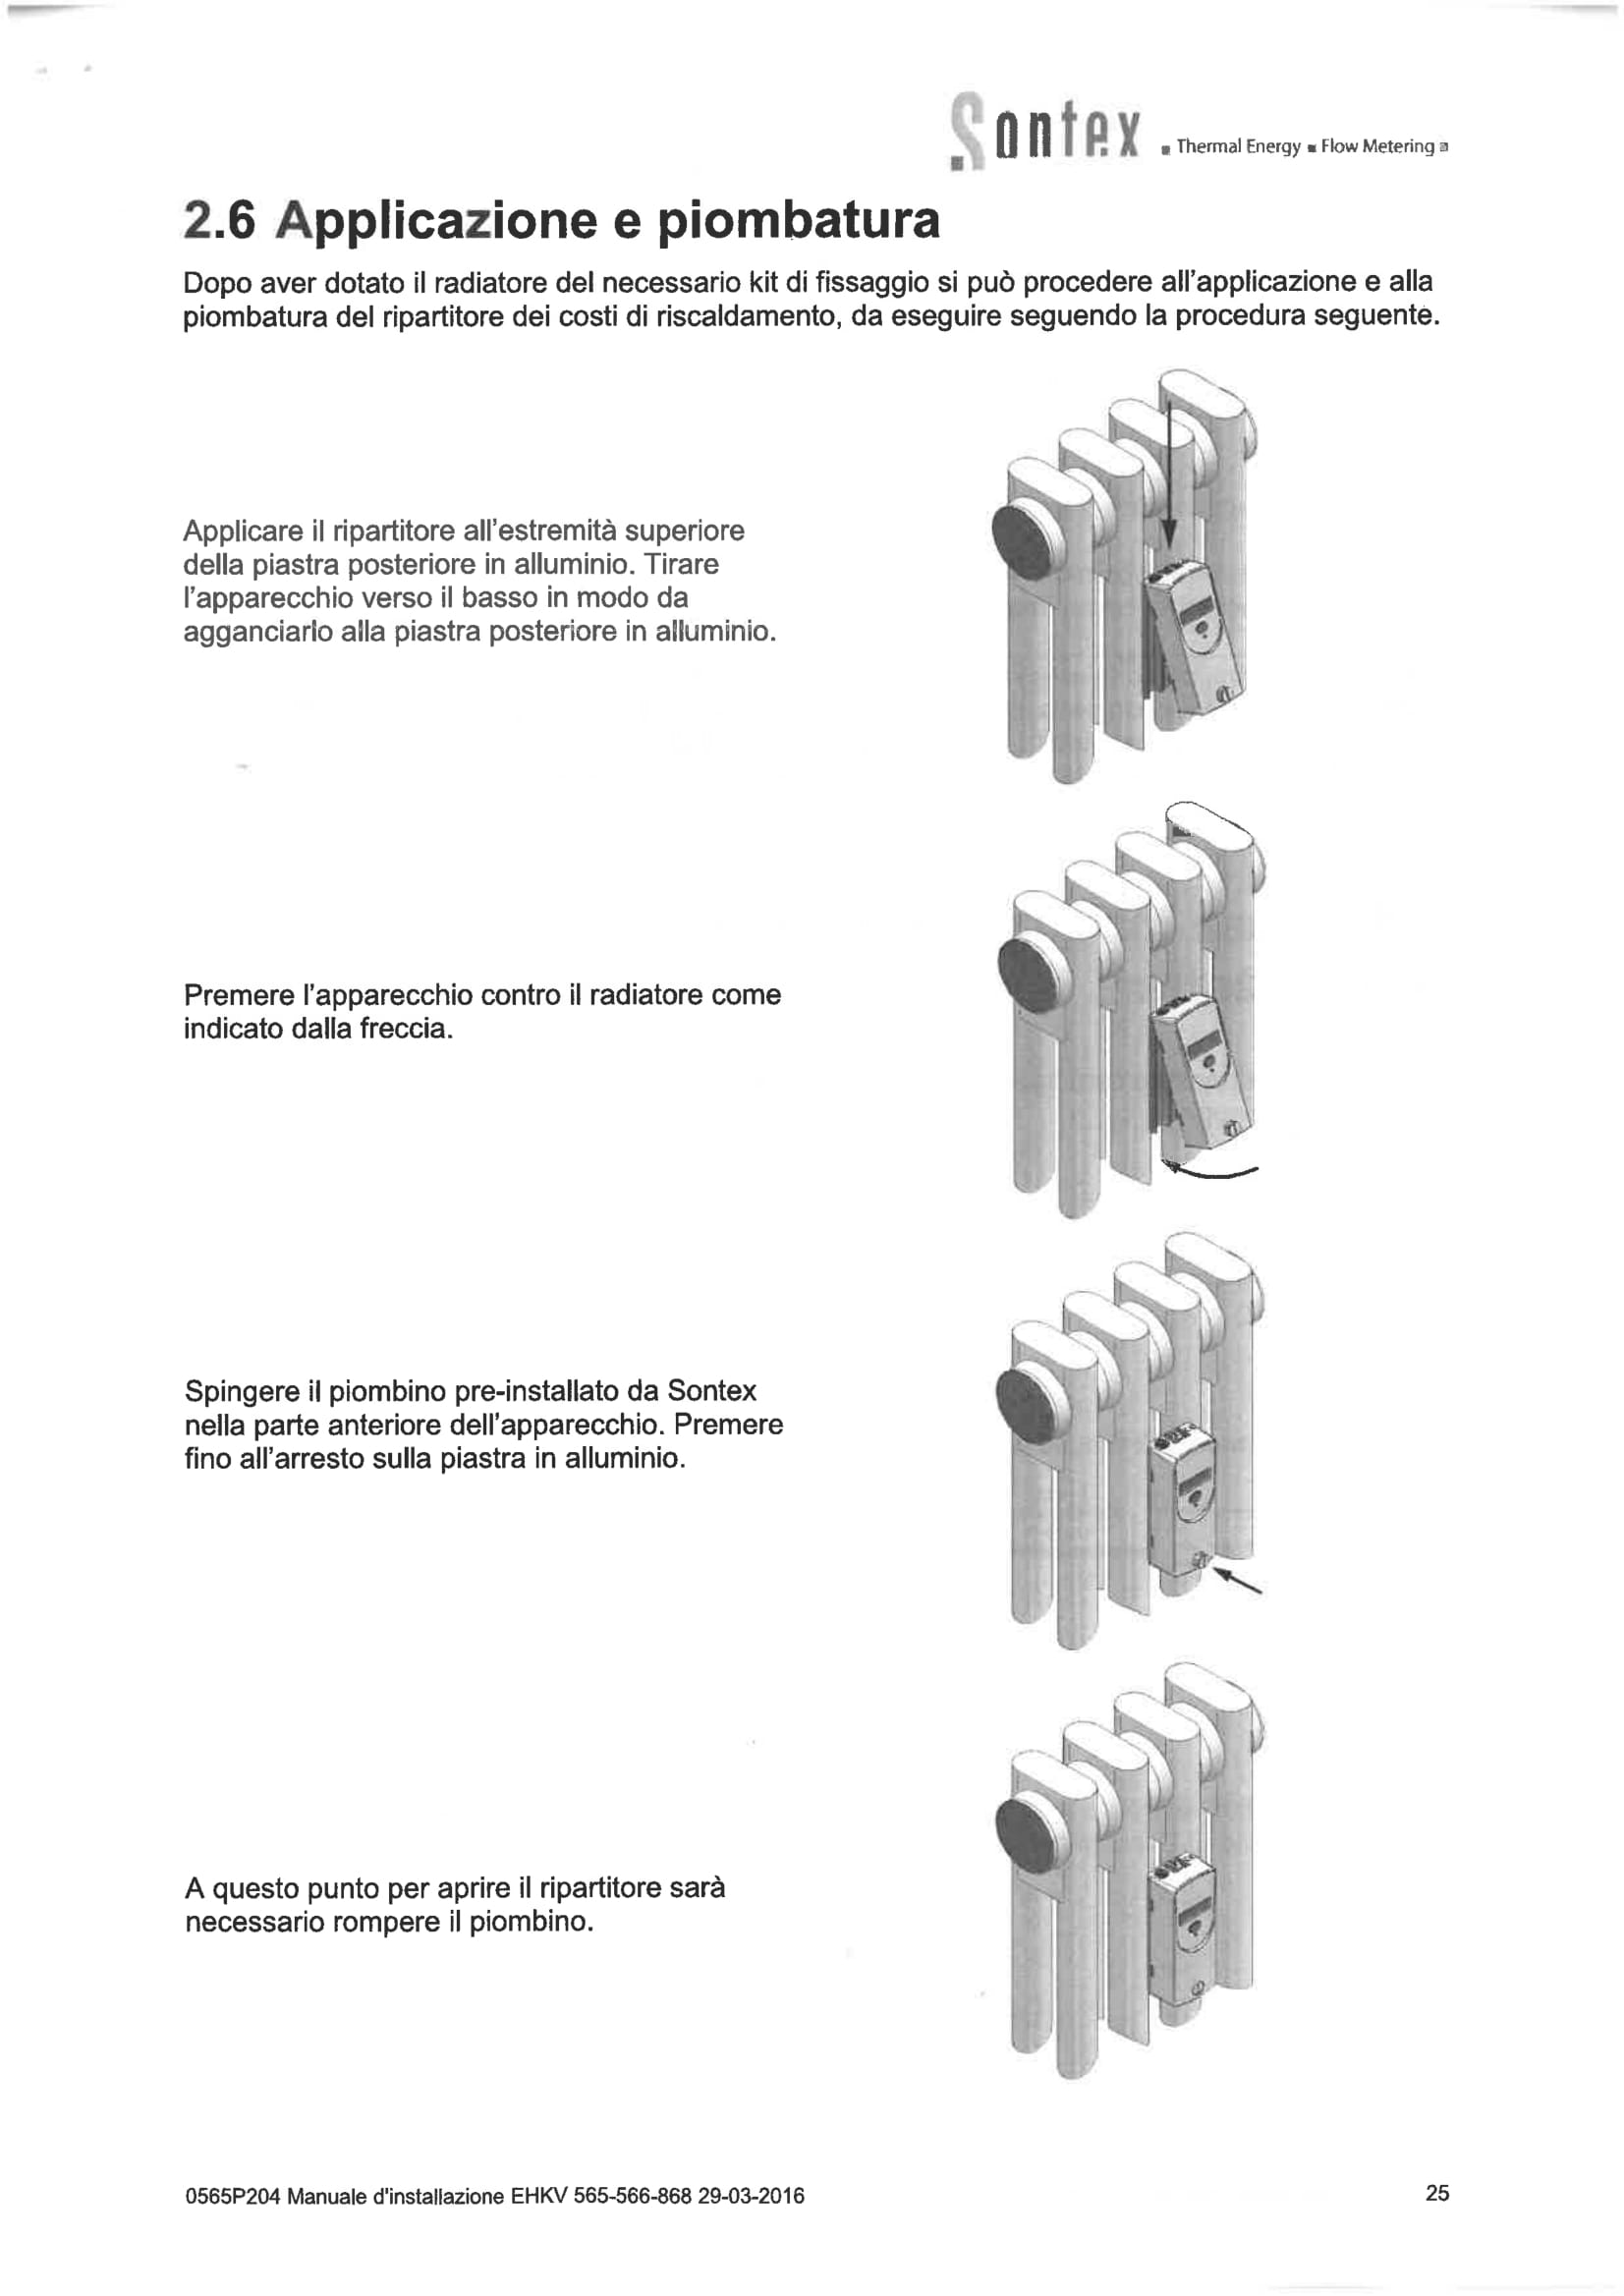 Sontex ▪ Thermal Energy ▪ Flow Metering ▪
2.6 Applicazione e piombatura
Dopo aver dotato il radiatore del necessario kit di fissaggio si può procedere all'applicazione e alla
piombatura del ripartitore dei costi di riscaldamento, da eseguire seguendo la procedura seguente.
Applicare il ripartitore all'estremità superiore
della piastra posteriore in alluminio. Tirare
l'apparecchio verso il basso in modo da
agganciarlo alla piastra posteriore in alluminio.
Premere l'apparecchio contro il radiatore come
indicato dalla freccia.
Spingere il piombino pre-installato da Sontex
nella parte anteriore dell'apparecchio. Premere
fino all'arresto sulla piastra in alluminio.
A questo punto per aprire il ripartitore sarà
necessario rompere il piombino.
0565P204 Manuale d'installazione EHKV 565-566-868 29-03-2016
25